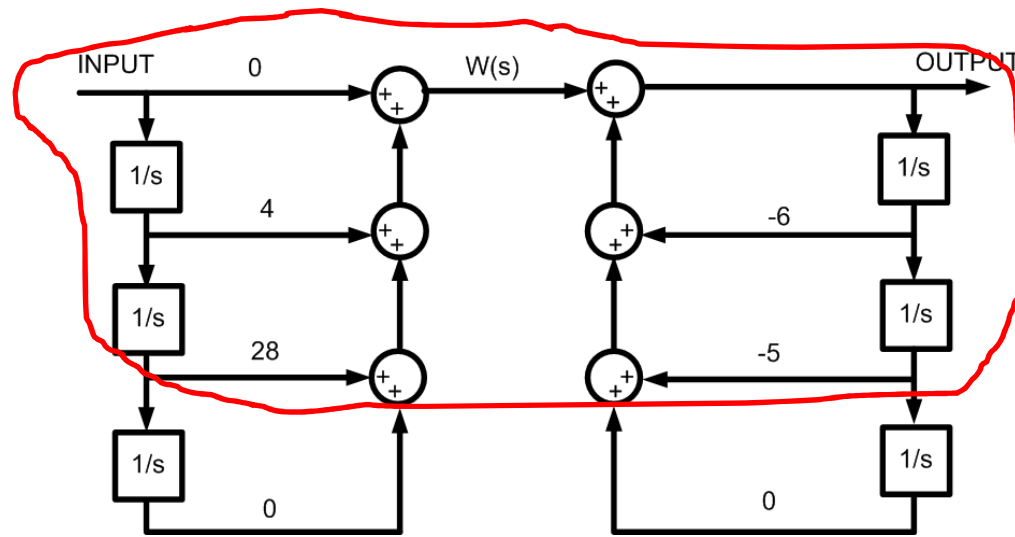 INPUT 0 W(s) OUTPUT
+ + + +
1/s 1/s
4 -6
+ + + +
1/s 1/s
28 -5
+ + + +
1/s 1/s
0 0